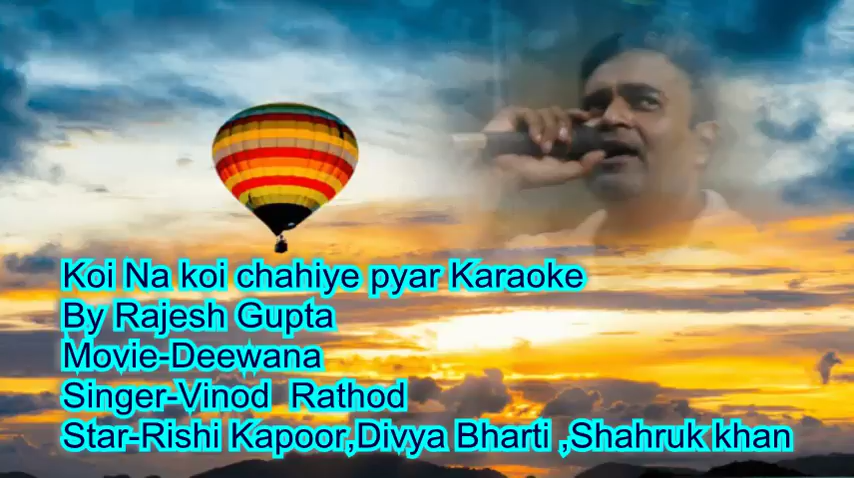 Koi Na koi chahiye pyar Karaoke
By Rajesh Gupta
Movie-Deewana
Singer-Vinod  Rathod
Star-Rishi Kapoor,Divya Bharti ,Shahruk khan